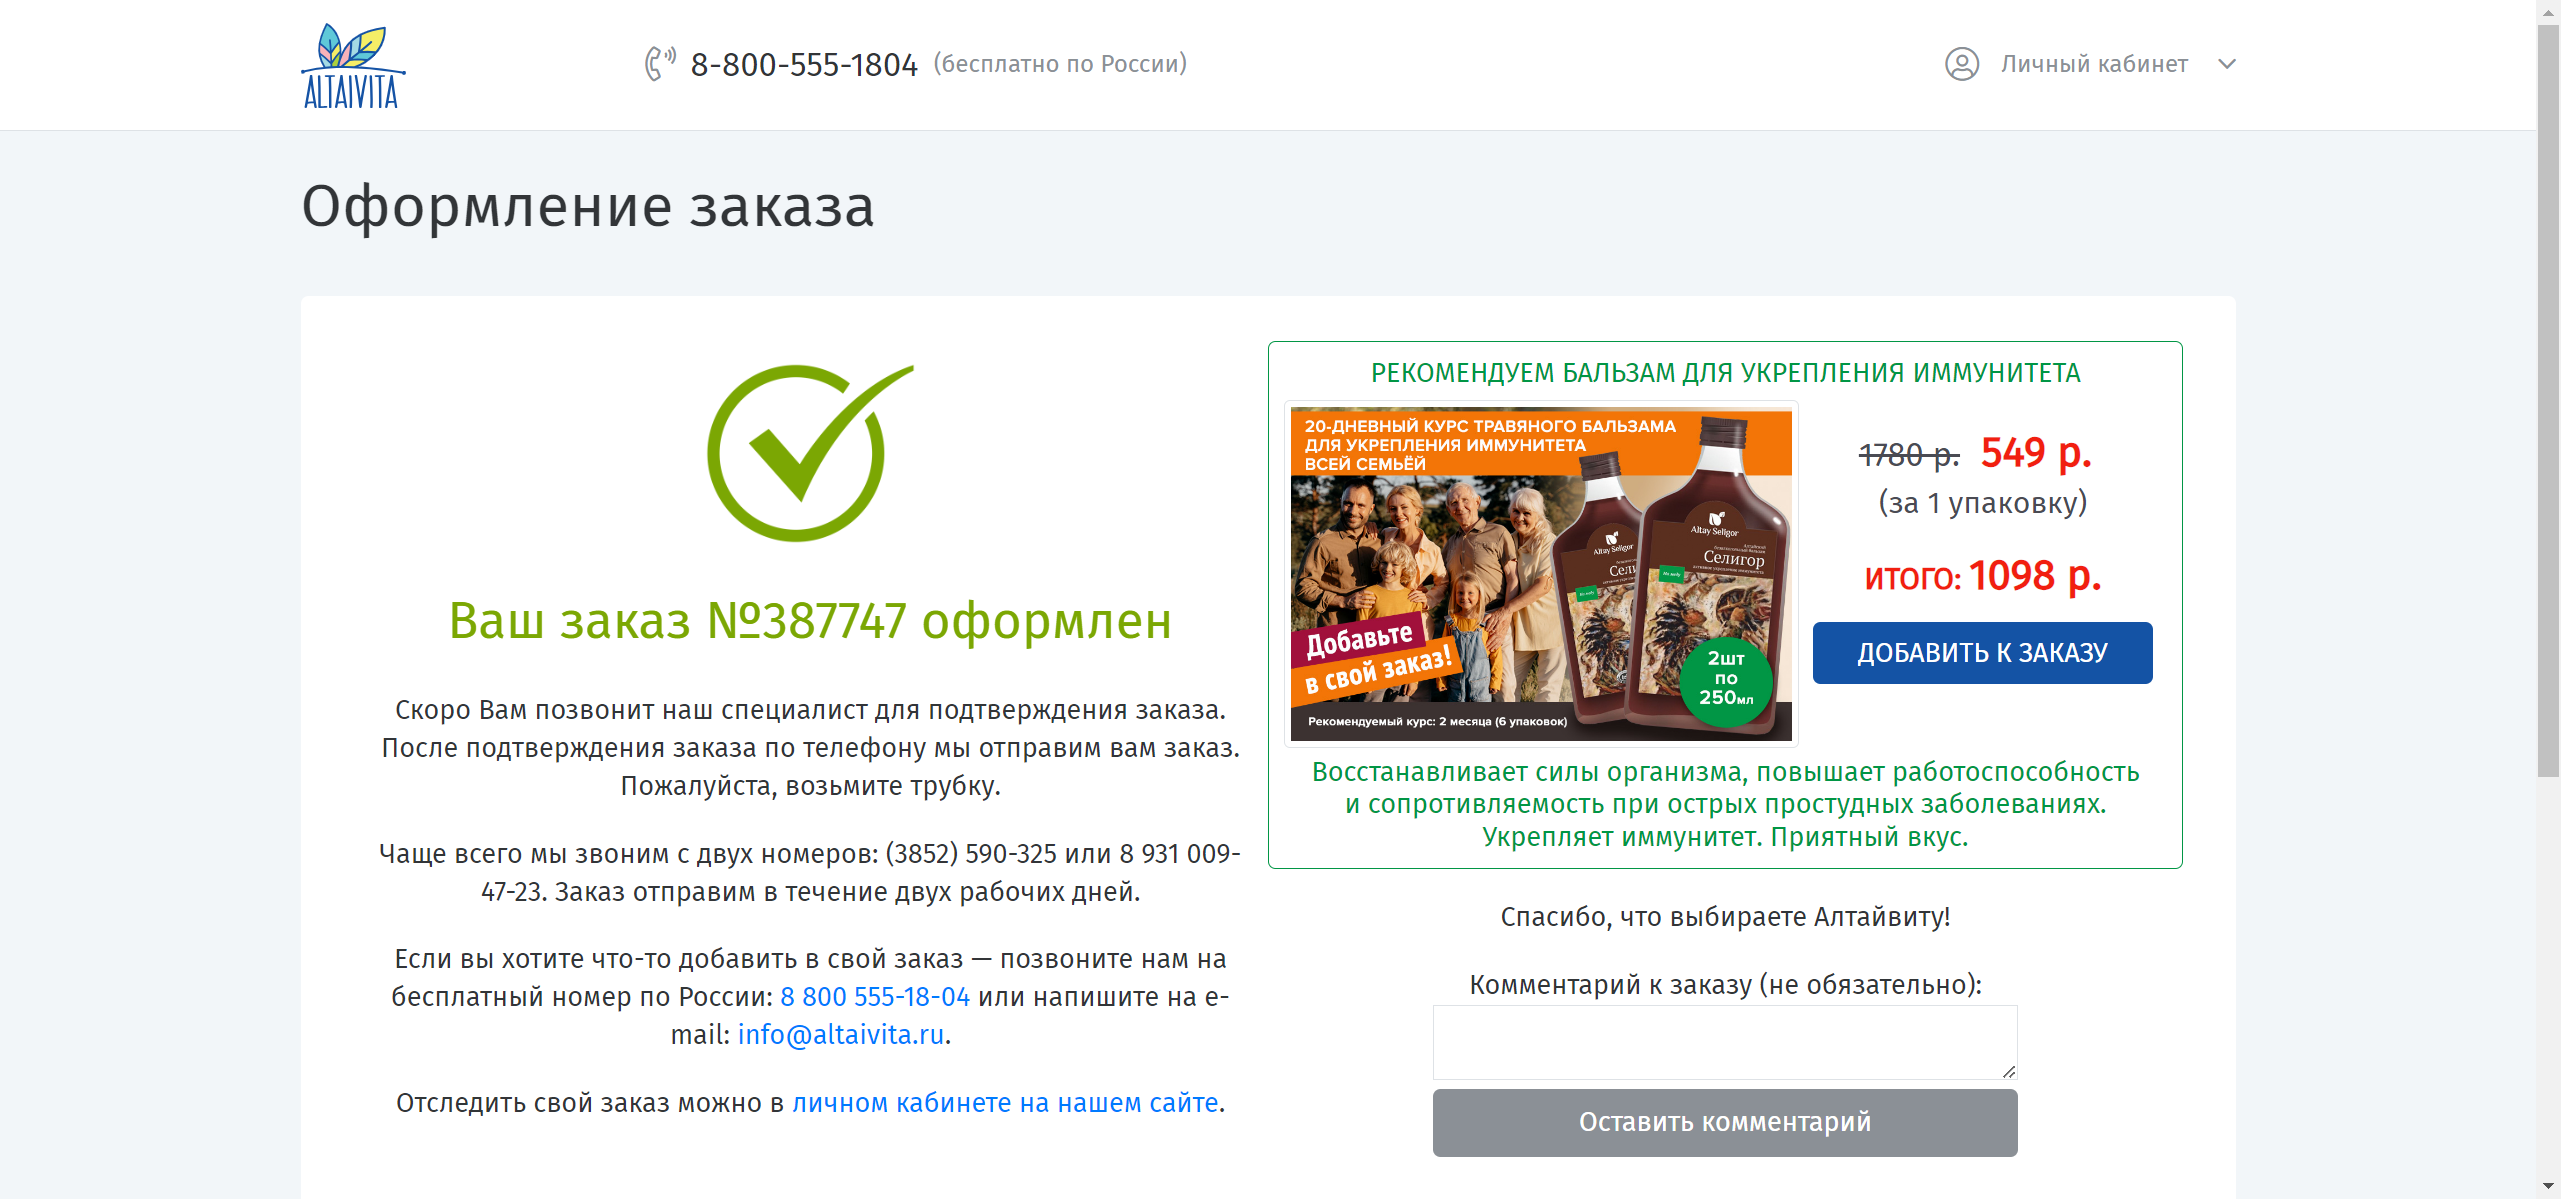 ALTAIVITA
8-800-555-1804 (бесплатно по России)
Личный кабинет
Оформление заказа
Ваш заказ №387747 оформлен
Скоро Вам позвонит наш специалист для подтверждения заказа.
После подтверждения заказа по телефону мы отправим вам заказ.
Пожалуйста, возьмите трубку.
Чаще всего мы звоним с двух номеров: (3852) 590-325 или 8 931 009-
47-23. Заказ отправим в течение двух рабочих дней.
Если вы хотите что-то добавить в свой заказ — позвоните нам на
бесплатный номер по России: 8 800 555-18-04 или напишите на e-
mail: info@altaivita.ru.
Отследить свой заказ можно в личном кабинете на нашем сайте.
РЕКОМЕНДУЕМ БАЛЬЗАМ ДЛЯ УКРЕПЛЕНИЯ ИММУНИТЕТА
20-ДНЕВНЫЙ КУРС ТРАВЯНОГО БАЛЬЗАМА
ДЛЯ УКРЕПЛЕНИЯ ИММУНИТЕТА
ВСЕЙ СЕМЬЁЙ
Altay Seligor
Сели
Altay Seligor
Селигор
Добавьте
в свой заказ!
2шт
по
250мл
Рекомендуемый курс: 2 месяца (6 упаковок)
1780 р. 549 р.
(за 1 упаковку)
итого: 1098 р.
ДОБАВИТЬ К ЗАКАЗУ
Восстанавливает силы организма, повышает работоспособность
и сопротивляемость при острых простудных заболеваниях.
Укрепляет иммунитет. Приятный вкус.
Спасибо, что выбираете Алтайвиту!
Комментарий к заказу (не обязательно):
Оставить комментарий